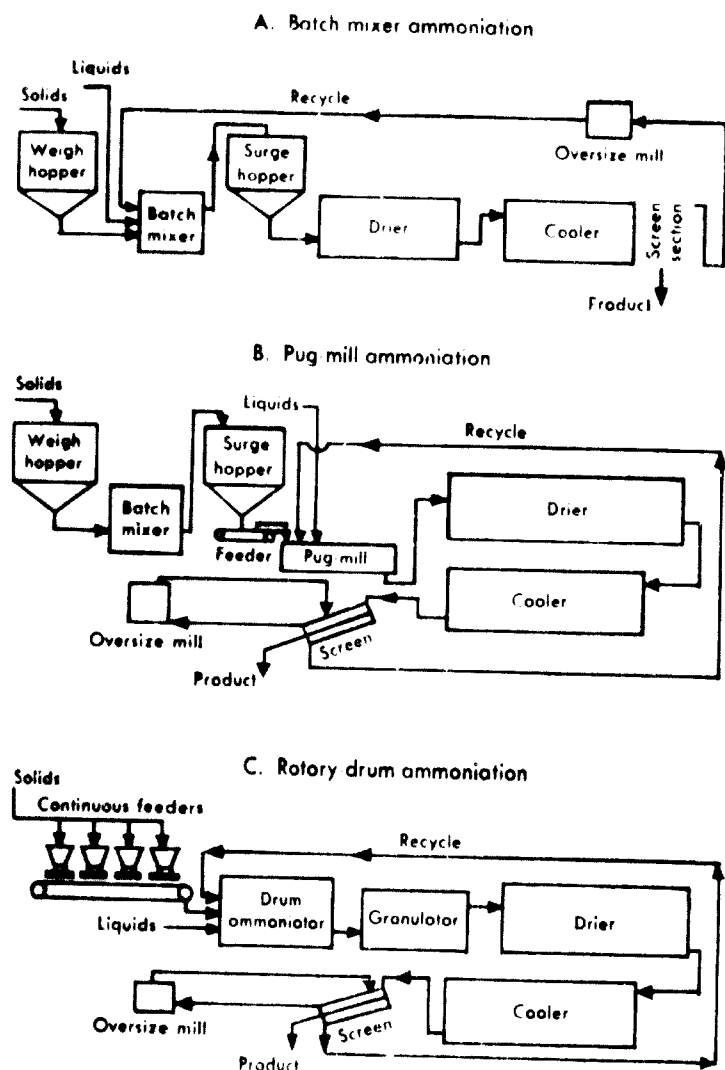 A. Batch mixer ammoniation
Liquids
Solids
Recycle
Weigh
hopper
Surge
hopper
Oversize mill
Batch
mixer
Drier
Cooler
Screen
section
Product
B. Pug mill ammoniation
Solids
Liquids
Recycle
Weigh
hopper
Surge
hopper
Drier
Batch
mixer
Feeder
Pug mill
Cooler
Oversize mill
Screen
Product
C. Rotory drum ammoniation
Solids
Continuous feeders
Recycle
Drum
ammoniator
Granulator
Drier
Liquids
Cooler
Oversize mill
Screen
Product